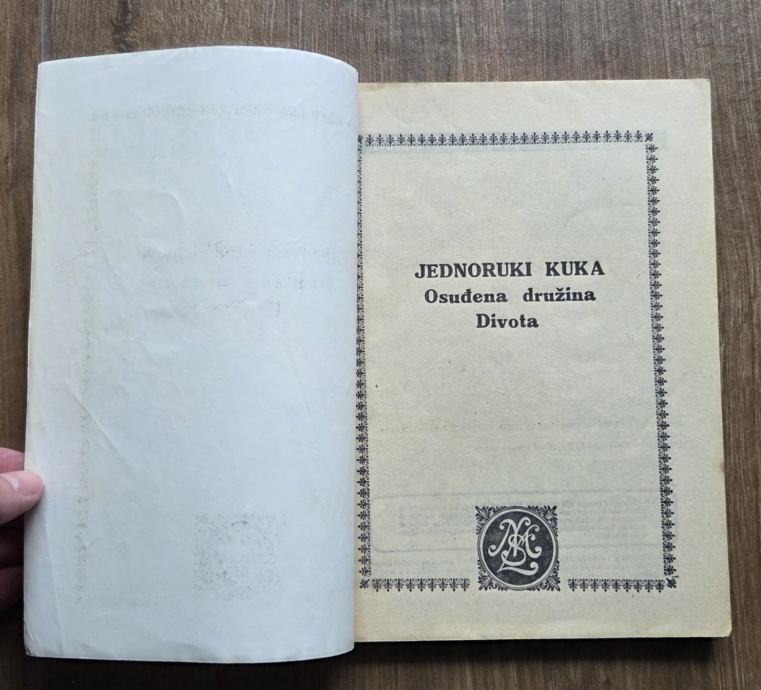 JEDNORUKI KUKA
Osuđena družina
Divota